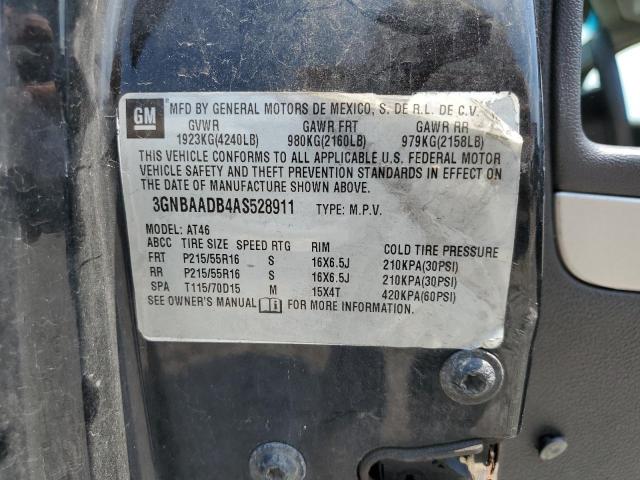 GM MFD BY GENERAL MOTORS DE MEXICO, S. DE R.L. DE C.V.
GVWR GAWR FRT GAWR RR
1923KG(4240LB) 980KG(2160LB) 979KG(2158LB)
THIS VEHICLE CONFORMS TO ALL APPLICABLE U.S. FEDERAL MOTOR
VEHICLE SAFETY AND THEFT PREVENTION STANDARDS IN EFFECT ON
THE DATE OF MANUFACTURE SHOWN ABOVE.
3GNBAADB4AS528911 TYPE: M.P.V.
MODEL: AT46
ABCC TIRE SIZE SPEED RTG RIM COLD TIRE PRESSURE
FRT P215/55R16 S 16X6.5J 210KPA(30PSI)
RR P215/55R16 S 16X6.5J 210KPA(30PSI)
SPA T115/70D15 M 15X4T 420KPA(60PSI)
SEE OWNER'S MANUAL FOR MORE INFORMATION.